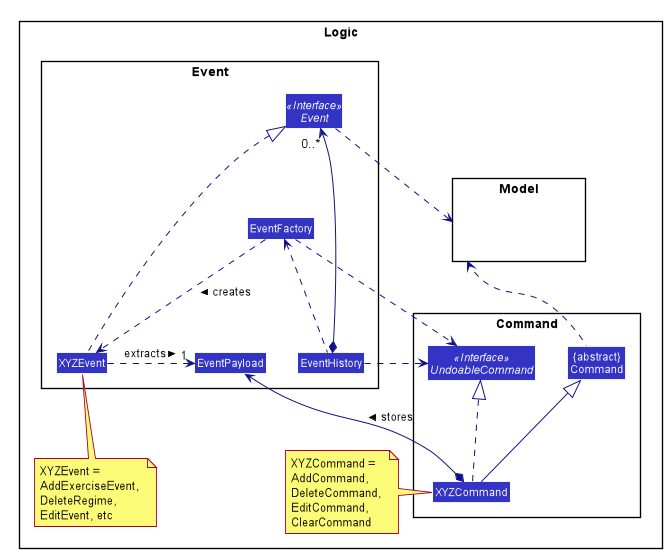 Logic
Event
«Interface»
Event
0..*
Model
EventFactory
◄ creates
Command
extracts ► 1
XYZEvent
EventPayload
EventHistory
«Interface»
UndoableCommand
{abstract}
Command
◄ stores
XYZEvent =
AddExerciseEvent,
DeleteRegime,
EditEvent, etc
XYZCommand =
AddCommand,
DeleteCommand,
EditCommand,
ClearCommand
XYZCommand